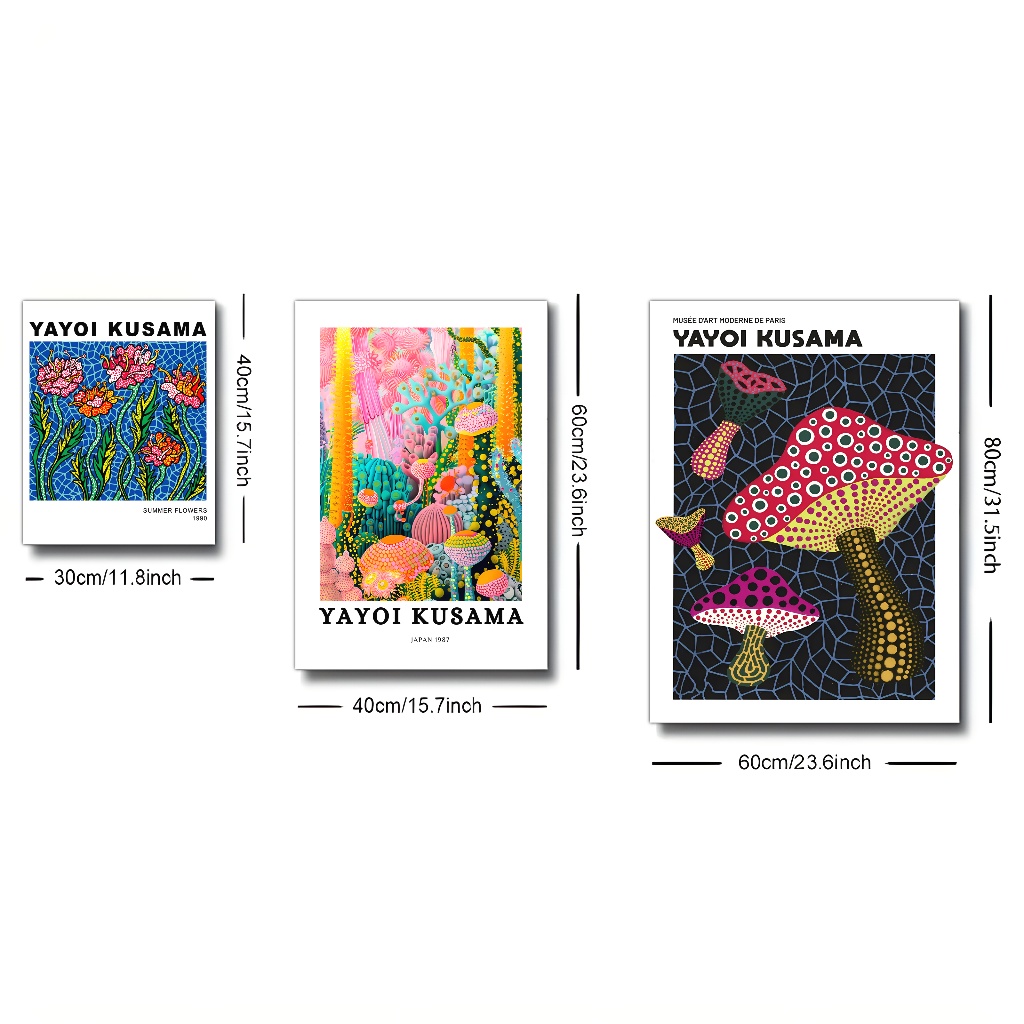 YAYOI KUSAMA
SUMMER FLOWERS
1990
40cm/15.7inch
30cm/11.8inch
YAYOI KUSAMA
JAPAN 1987
60cm/23.6inch
40cm/15.7inch
MUSÉE D'ART MODERNE DE PARIS
YAYOI KUSAMA
80cm/31.5inch
60cm/23.6inch